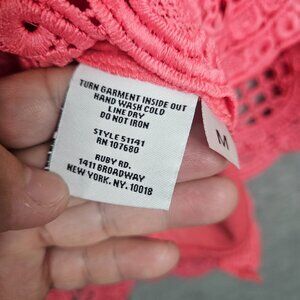 TURN GARMENT INSIDE OUT
HAND WASH COLD
LINE DRY
DO NOT IRON
STYLE 51141
RN 107680
RUBY RD.
1411 BROADWAY
NEW YORK, NY. 10018
M